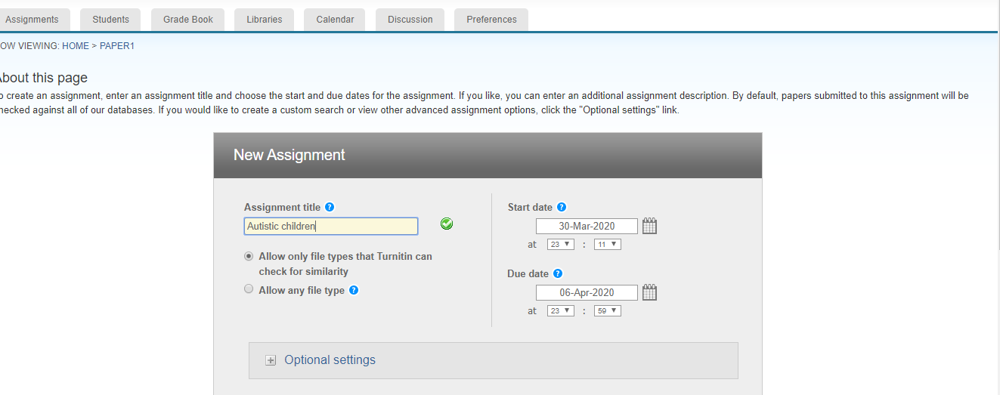 Assignments Students Grade Book Libraries Calendar Discussion Preferences
OW VIEWING: HOME > PAPER1
About this page
o create an assignment, enter an assignment title and choose the start and due dates for the assignment. If you like, you can enter an additional assignment description. By default, papers submitted to this assignment will be
hecked against all of our databases. If you would like to create a custom search or view other advanced assignment options, click the "Optional settings" link.
New Assignment
Assignment title ?
Autistic children
Allow only file types that Turnitin can
check for similarity
Allow any file type ?
Start date ?
30-Mar-2020
at 23 : 11
Due date ?
06-Apr-2020
at 23 : 59
Optional settings